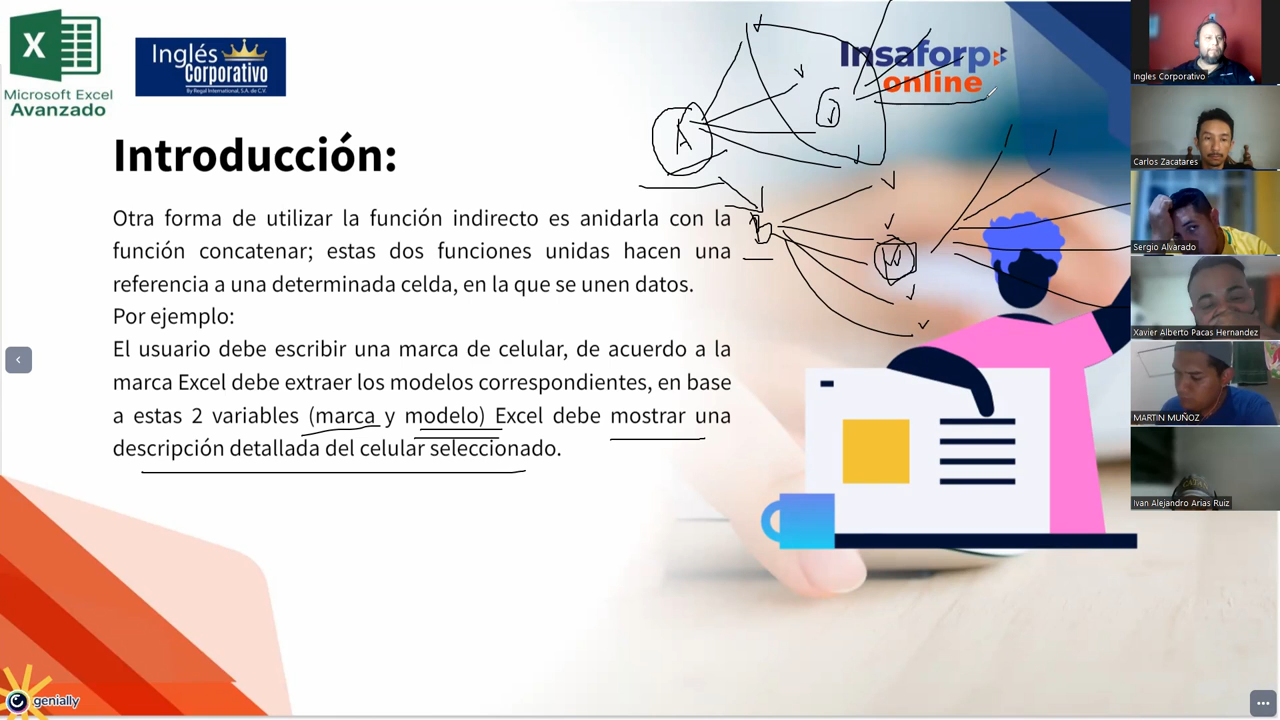 Microsoft Excel
Avanzado
Inglés
Corporativo
By Regal International, S.A. de C.V.
Insaforp
online
Introducción:
Otra forma de utilizar la función indirecto es anidarla con la
función concatenar; estas dos funciones unidas hacen una
referencia a una determinada celda, en la que se unen datos.
Por ejemplo:
El usuario debe escribir una marca de celular, de acuerdo a la
marca Excel debe extraer los modelos correspondientes, en base
a estas 2 variables (marca y modelo) Excel debe mostrar una
descripción detallada del celular seleccionado.
A
b
genially
Ingles Corporativo
Carlos Zacatares
Sergio Alvarado
Xavier Alberto Pacas Hernandez
MARTIN MUÑOZ
Ivan Alejandro Arias Ruiz